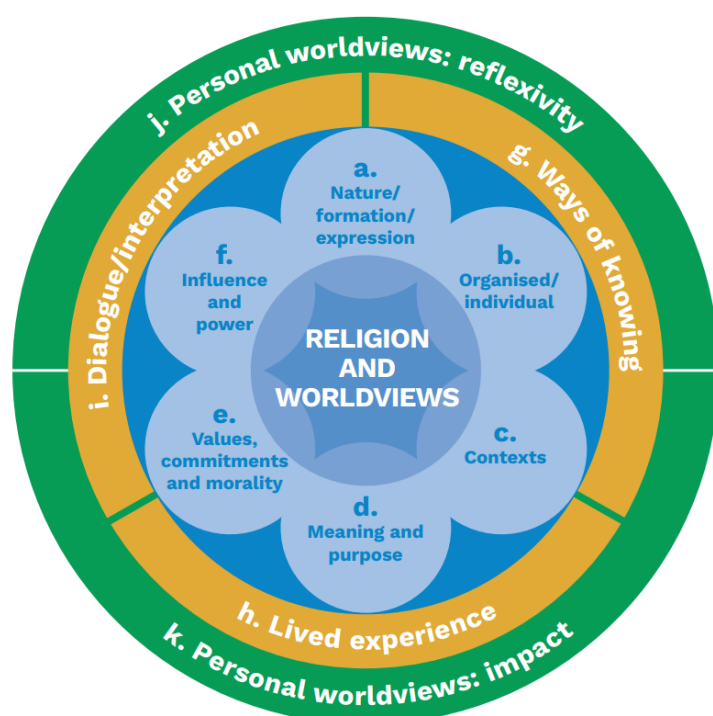 j. Personal worldviews: reflexivity
g. Ways of knowing
i. Dialogue/interpretation
a.
Nature/
formation/
expression
b.
Organised/
individual
f.
Influence
and
power
RELIGION
AND
WORLDVIEWS
c.
Contexts
e.
Values,
commitments
and morality
d.
Meaning and
purpose
h. Lived experience
k. Personal worldviews: impact